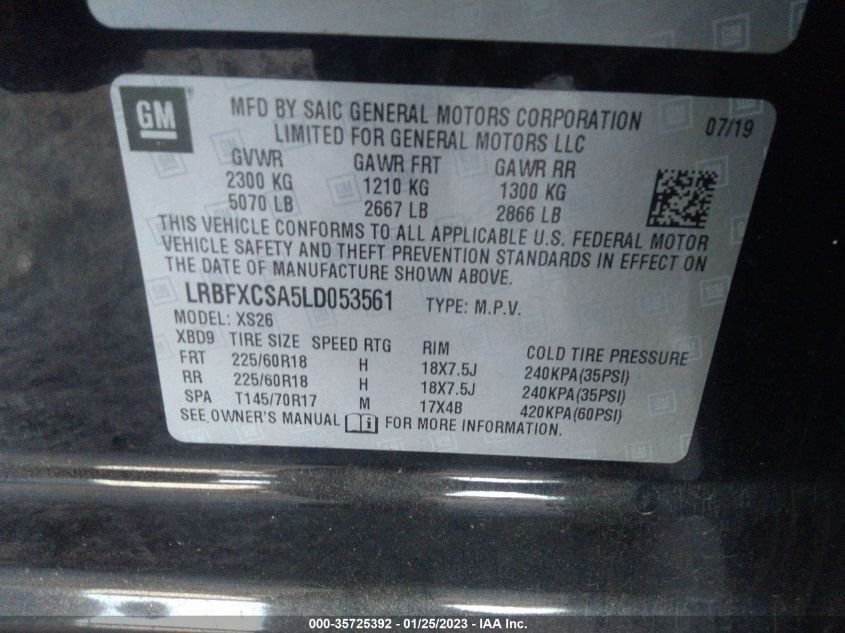 GM
MFD BY SAIC GENERAL MOTORS CORPORATION
LIMITED FOR GENERAL MOTORS LLC
07/19
GVWR GAWR FRT GAWR RR
2300 KG 1210 KG 1300 KG
5070 LB 2667 LB 2866 LB
THIS VEHICLE CONFORMS TO ALL APPLICABLE U.S. FEDERAL MOTOR
VEHICLE SAFETY AND THEFT PREVENTION STANDARDS IN EFFECT ON
THE DATE OF MANUFACTURE SHOWN ABOVE.
LRBFXCSA5LD053561 TYPE: M.P.V.
MODEL: XS26
XBD9 TIRE SIZE SPEED RTG RIM COLD TIRE PRESSURE
FRT 225/60R18 H 18X7.5J 240KPA(35PSI)
RR 225/60R18 H 18X7.5J 240KPA(35PSI)
SPA T145/70R17 M 17X4B 420KPA(60PSI)
SEE OWNER'S MANUAL i FOR MORE INFORMATION.
000-35725392 - 01/25/2023 - IAA Inc.